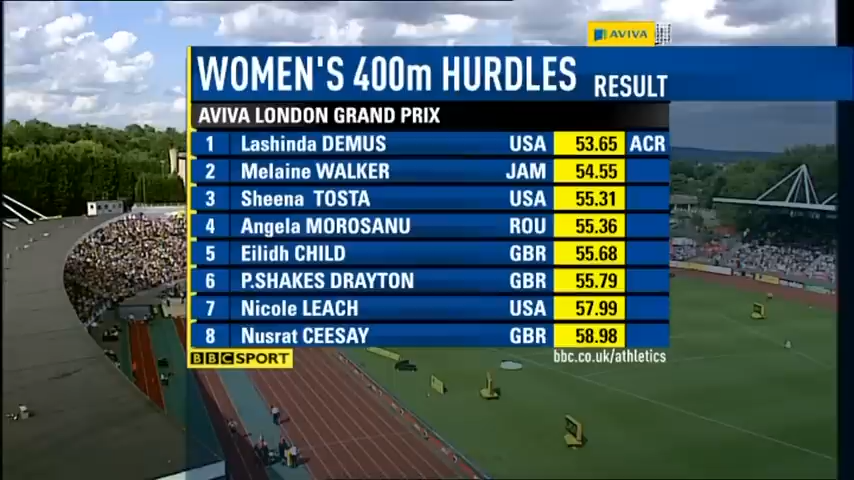 AVIVA
WOMEN'S 400m HURDLES RESULT
AVIVA LONDON GRAND PRIX
1 Lashinda DEMUS USA 53.65 ACR
2 Melaine WALKER JAM 54.55
3 Sheena TOSTA USA 55.31
4 Angela MOROSANU ROU 55.36
5 Eilidh CHILD GBR 55.68
6 P.SHAKES DRAYTON GBR 55.79
7 Nicole LEACH USA 57.99
8 Nusrat CEESAY GBR 58.98
BBC SPORT bbc.co.uk/athletics